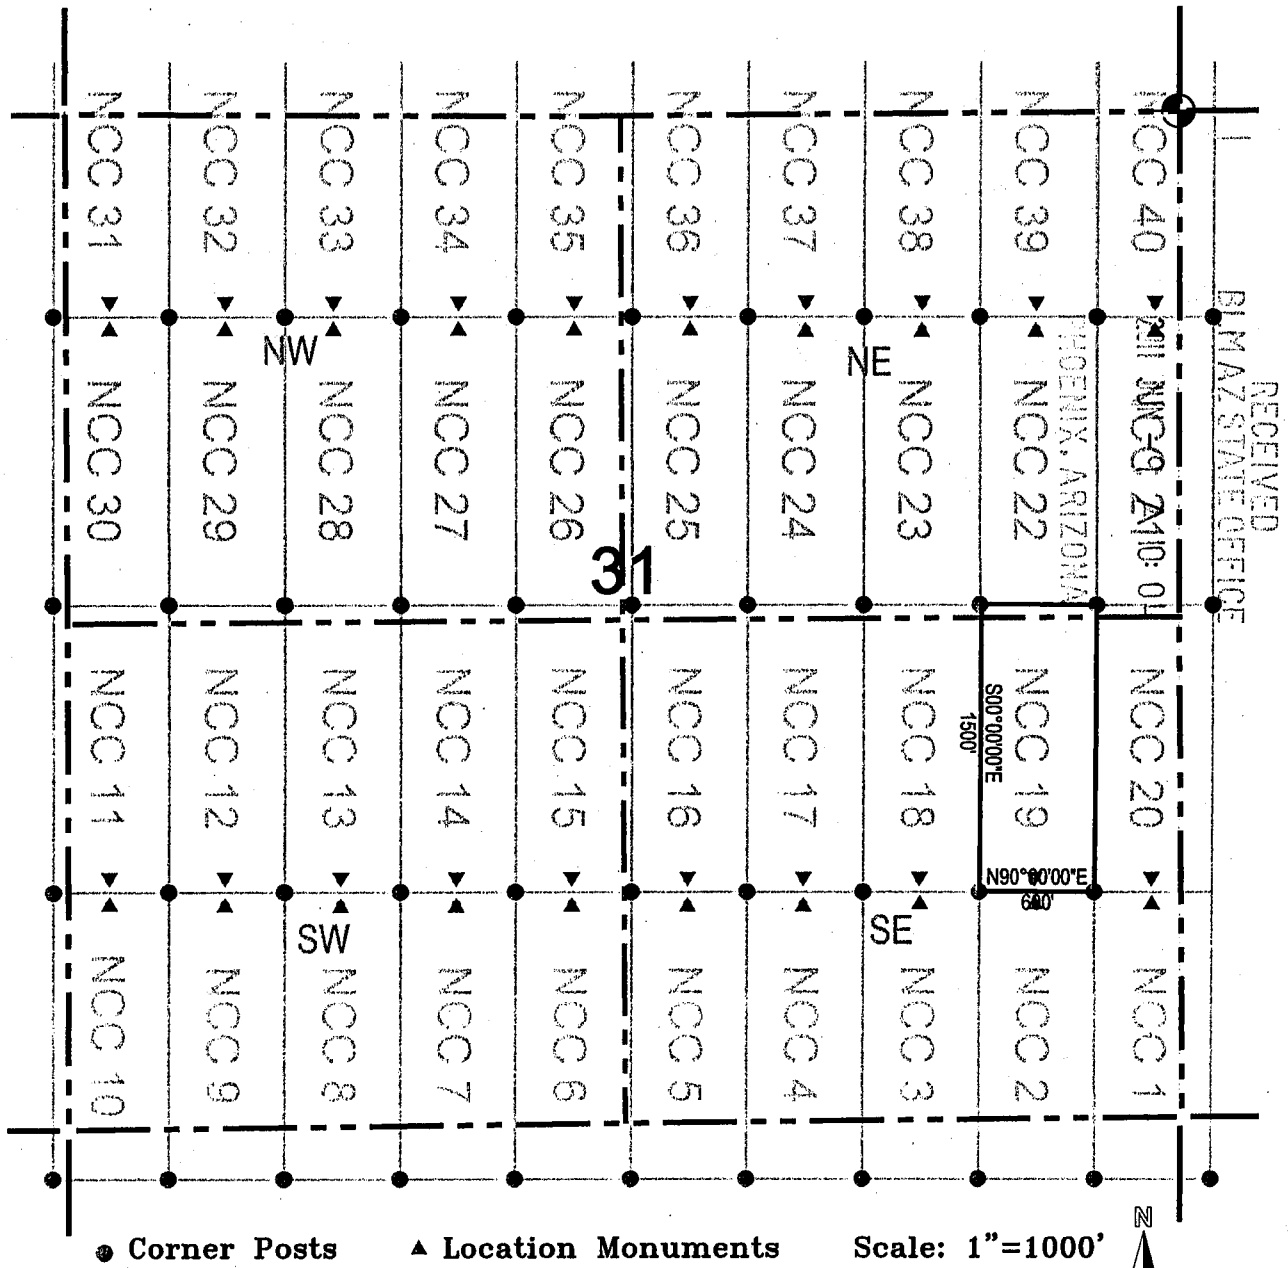 NCC 31
NCC 32
NCC 33
NCC 34
NCC 35
NCC 36
NCC 37
NCC 38
NCC 39
NCC 40
NW
NE
NCC 30
NCC 29
NCC 28
NCC 27
NCC 26
NCC 25
NCC 24
NCC 23
NCC 22
PHOENIX, ARIZONA
BLM AZ STATE OFFICE
RECEIVED
31
NCC 11
NCC 12
NCC 13
NCC 14
NCC 15
NCC 16
NCC 17
NCC 18
S00°00'00"E
1500'
NCC 19
NCC 20
N90°00'00"E
600'
SW
SE
NCC 10
NCC 9
NCC 8
NCC 7
NCC 6
NCC 5
NCC 4
NCC 3
NCC 2
NCC 1
N
Corner Posts
Location Monuments
Scale: 1"=1000'